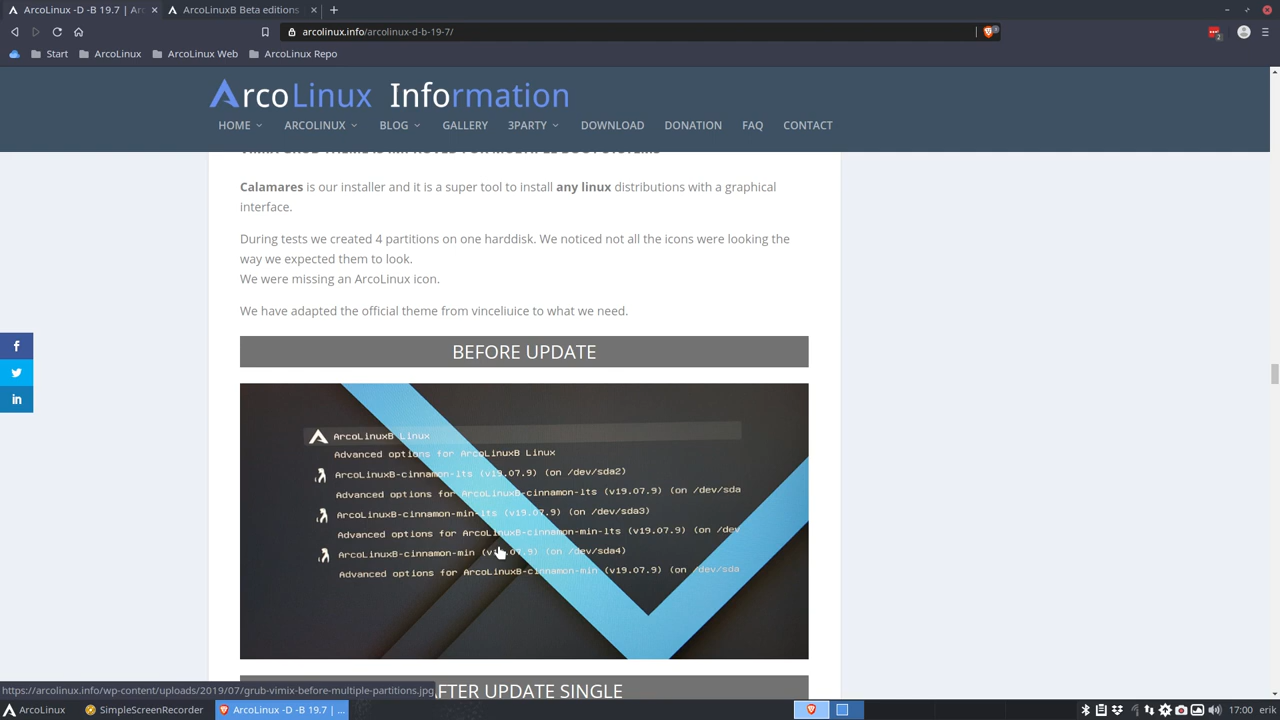 ArcoLinux -D -B 19.7 | Arc
ArcoLinuxB Beta editions
arcolinux.info/arcolinux-d-b-19-7/
Start
ArcoLinux
ArcoLinux Web
ArcoLinux Repo
2
ArcoLinux Information
HOME
ARCOLINUX
BLOG
GALLERY
3PARTY
DOWNLOAD
DONATION
FAQ
CONTACT
VIMIX GRUB THEME IS IMPROVED FOR MULTIPLE BOOT SYSTEMS
Calamares is our installer and it is a super tool to install any linux distributions with a graphical
interface.
During tests we created 4 partitions on one harddisk. We noticed not all the icons were looking the
way we expected them to look.
We were missing an ArcoLinux icon.
We have adapted the official theme from vinceliuice to what we need.
BEFORE UPDATE
ArcoLinuxB Linux
Advanced options for ArcoLinuxB Linux
ArcoLinuxB-cinnamon-lts (v19.07.9) (on /dev/sda2)
Advanced options for ArcoLinuxB-cinnamon-lts (v19.07.9) (on /dev/sda
ArcoLinuxB-cinnamon-min-lts (v19.07.9) (on /dev/sda3)
Advanced options for ArcoLinuxB-cinnamon-min-lts (v19.07.9) (on /dev
ArcoLinuxB-cinnamon-min (v19.07.9) (on /dev/sda4)
Advanced options for ArcoLinuxB-cinnamon-min (v19.07.9) (on /dev/sda
AFTER UPDATE SINGLE
https://arcolinux.info/wp-content/uploads/2019/07/grub-vimix-before-multiple-partitions.jpg
ArcoLinux
SimpleScreenRecorder
ArcoLinux -D -B 19.7 | ...
17:00
erik